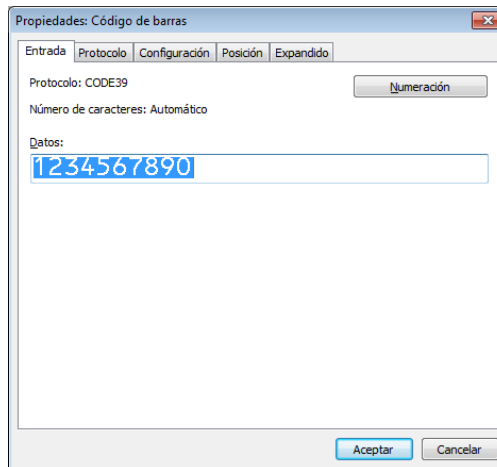 Propiedades: Código de barras
Entrada Protocolo Configuración Posición Expandido
Protocolo: CODE39 Numeración
Número de caracteres: Automático
Datos:
1234567890
Aceptar Cancelar